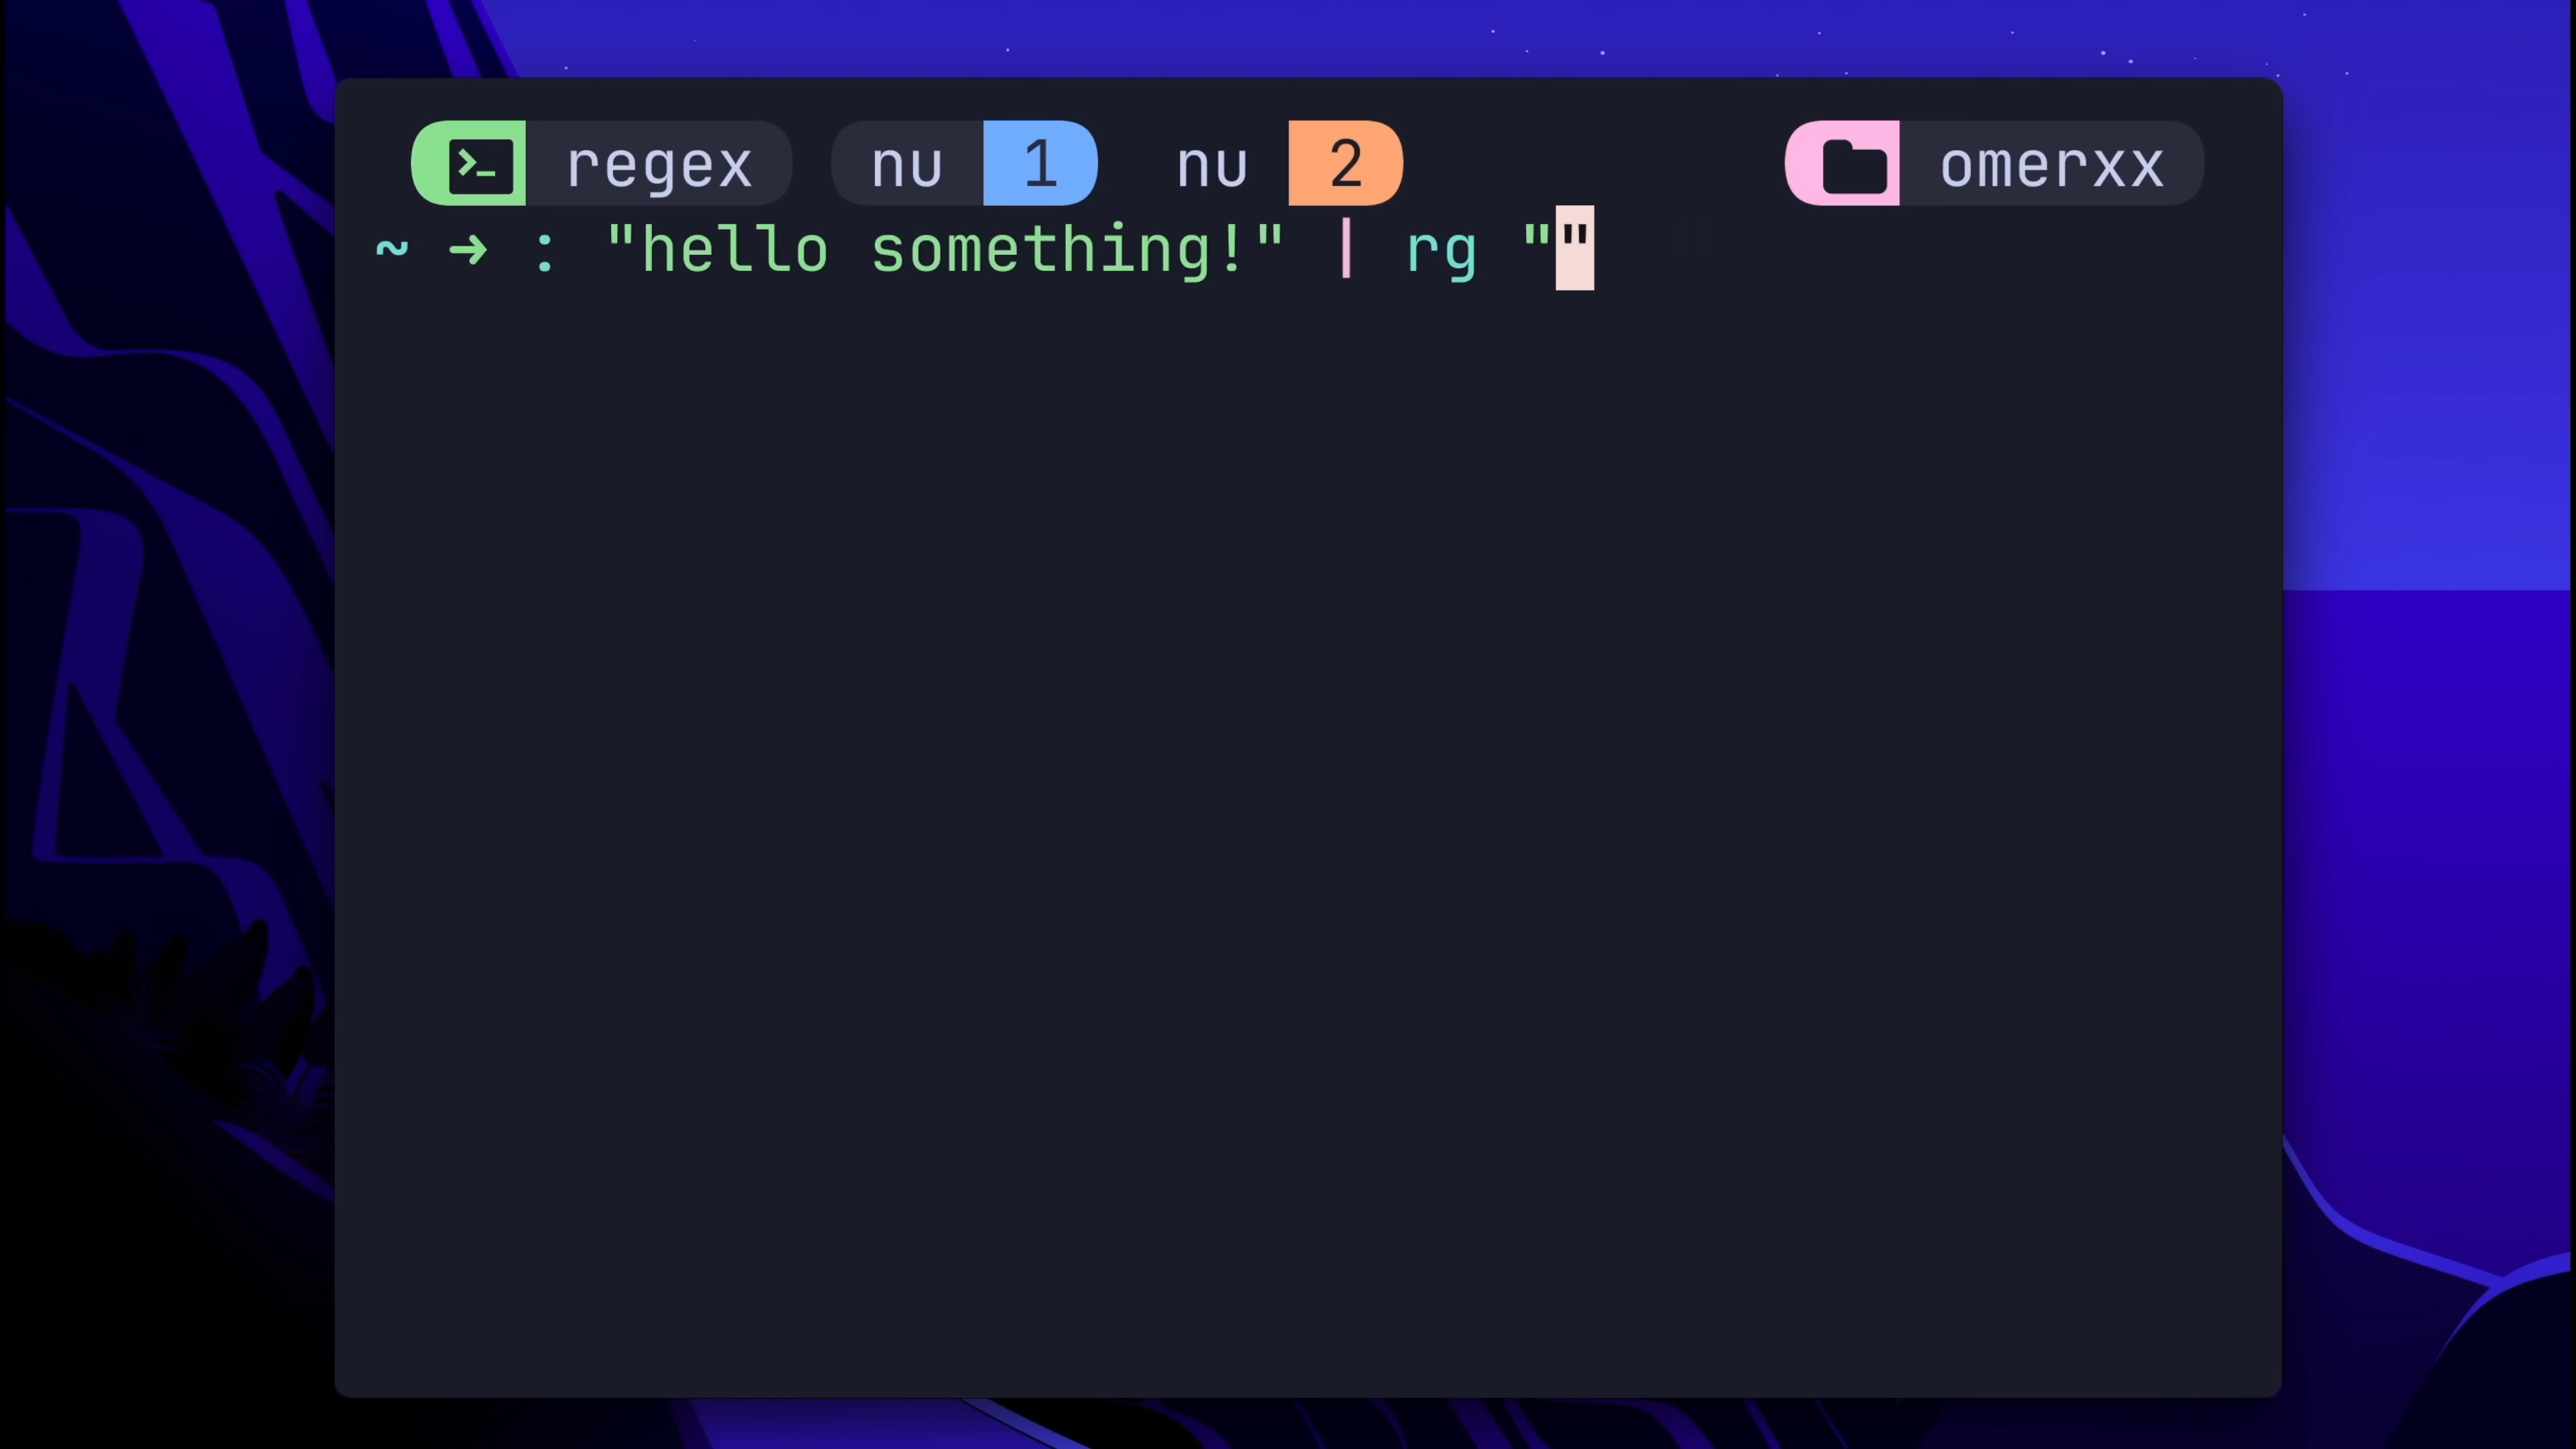 regex nu 1 nu 2 omerxx
~ → : "hello something!" | rg ""